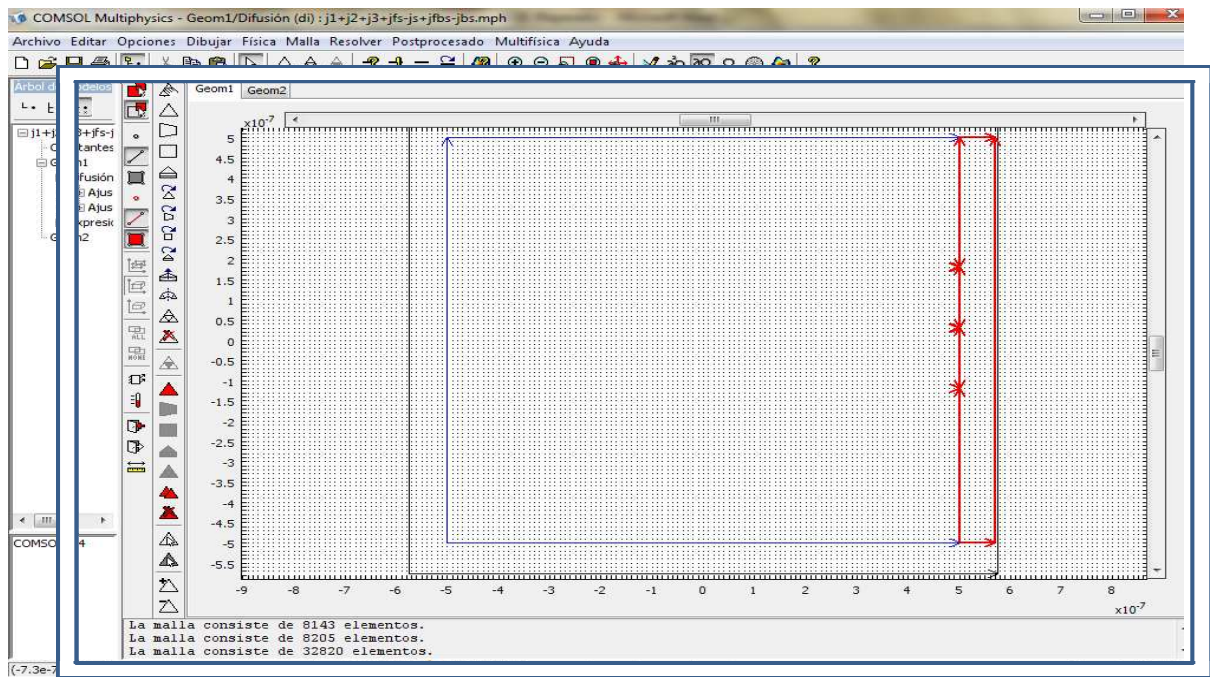 COMSOL Multiphysics - Geom1/Difusión (di) : j1+j2+j3+jfs-js+jfbs-jbs.mph
Archivo Editar Opciones Dibujar Física Malla Resolver Postprocesado Multifísica Ayuda
Geom1 Geom2
x10^-7
5
4.5
4
3.5
3
2.5
2
1.5
1
0.5
0
-0.5
-1
-1.5
-2
-2.5
-3
-3.5
-4
-4.5
-5
-5.5
-9 -8 -7 -6 -5 -4 -3 -2 -1 0 1 2 3 4 5 6 7 8
x10^-7
ALL
NONE
Ajus
Ajus
La malla consiste de 8143 elementos.
La malla consiste de 8205 elementos.
La malla consiste de 32820 elementos.